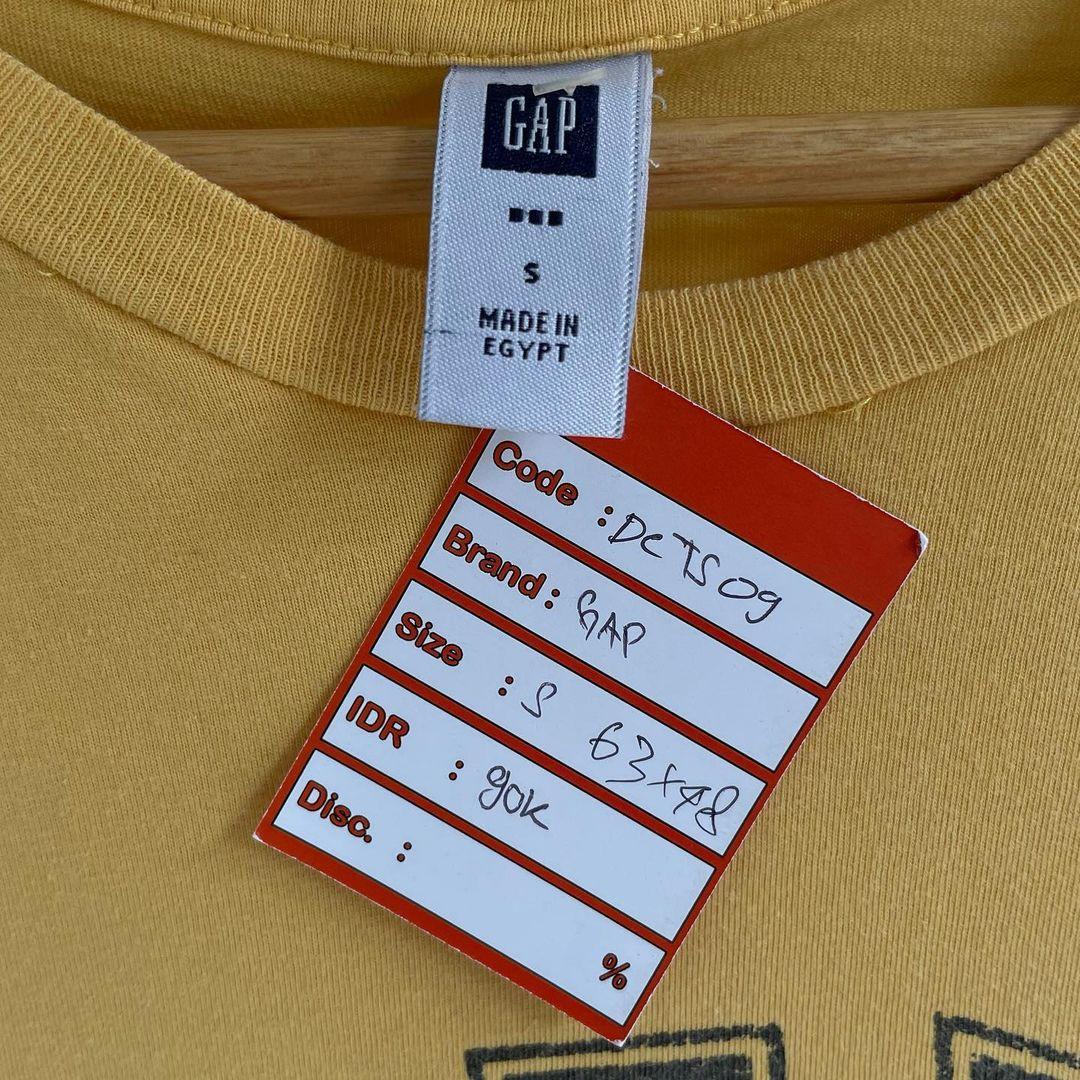 GAP
S
MADE IN
EGYPT
Code : DCTS09
Brand : GAP
Size : S 63x48
IDR : 90K
Disc. :
%